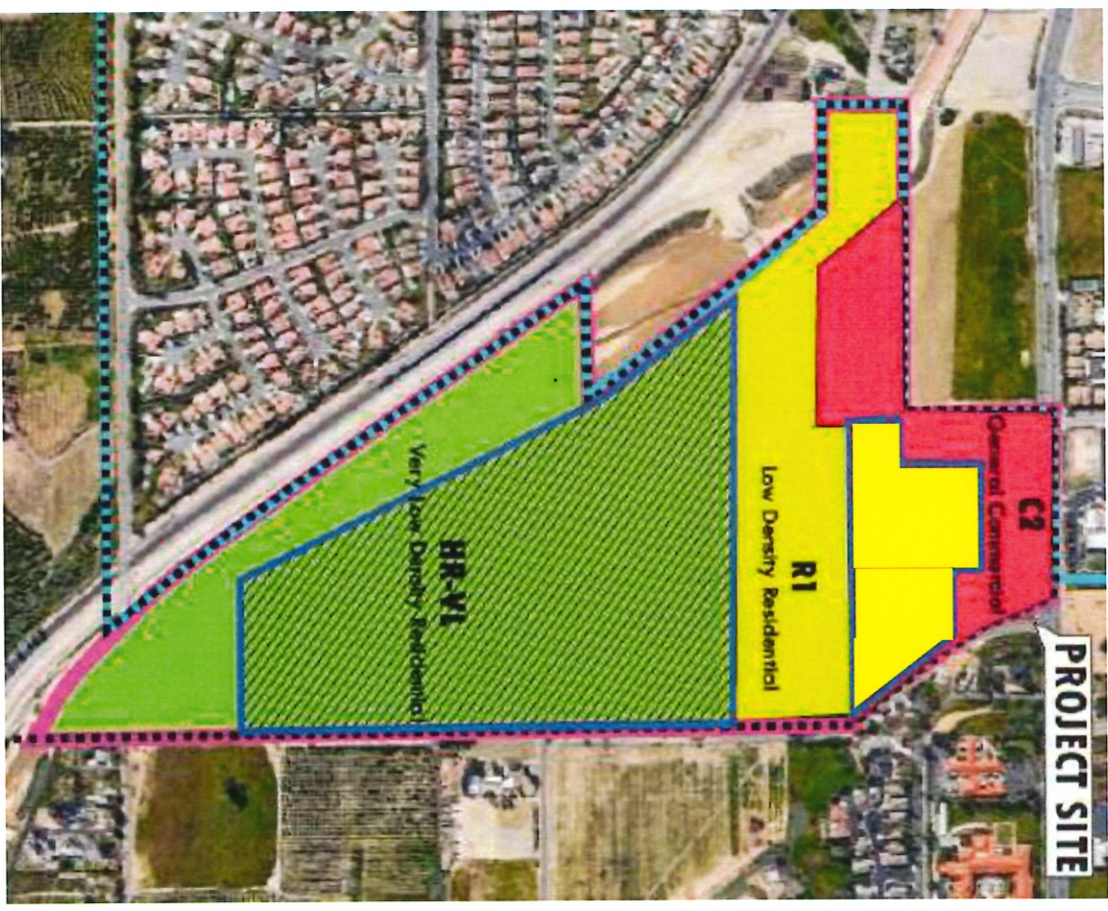 PROJECT SITE
C2
General Commercial
R1
Low Density Residential
HR-VL
Very Low Density Residential